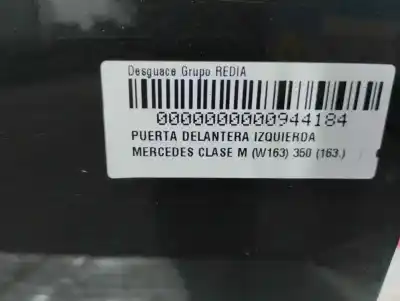 Desguace Grupo REDIA
0000000000944184
PUERTA DELANTERA IZQUIERDA
MERCEDES CLASE M (W163) 350 (163.)